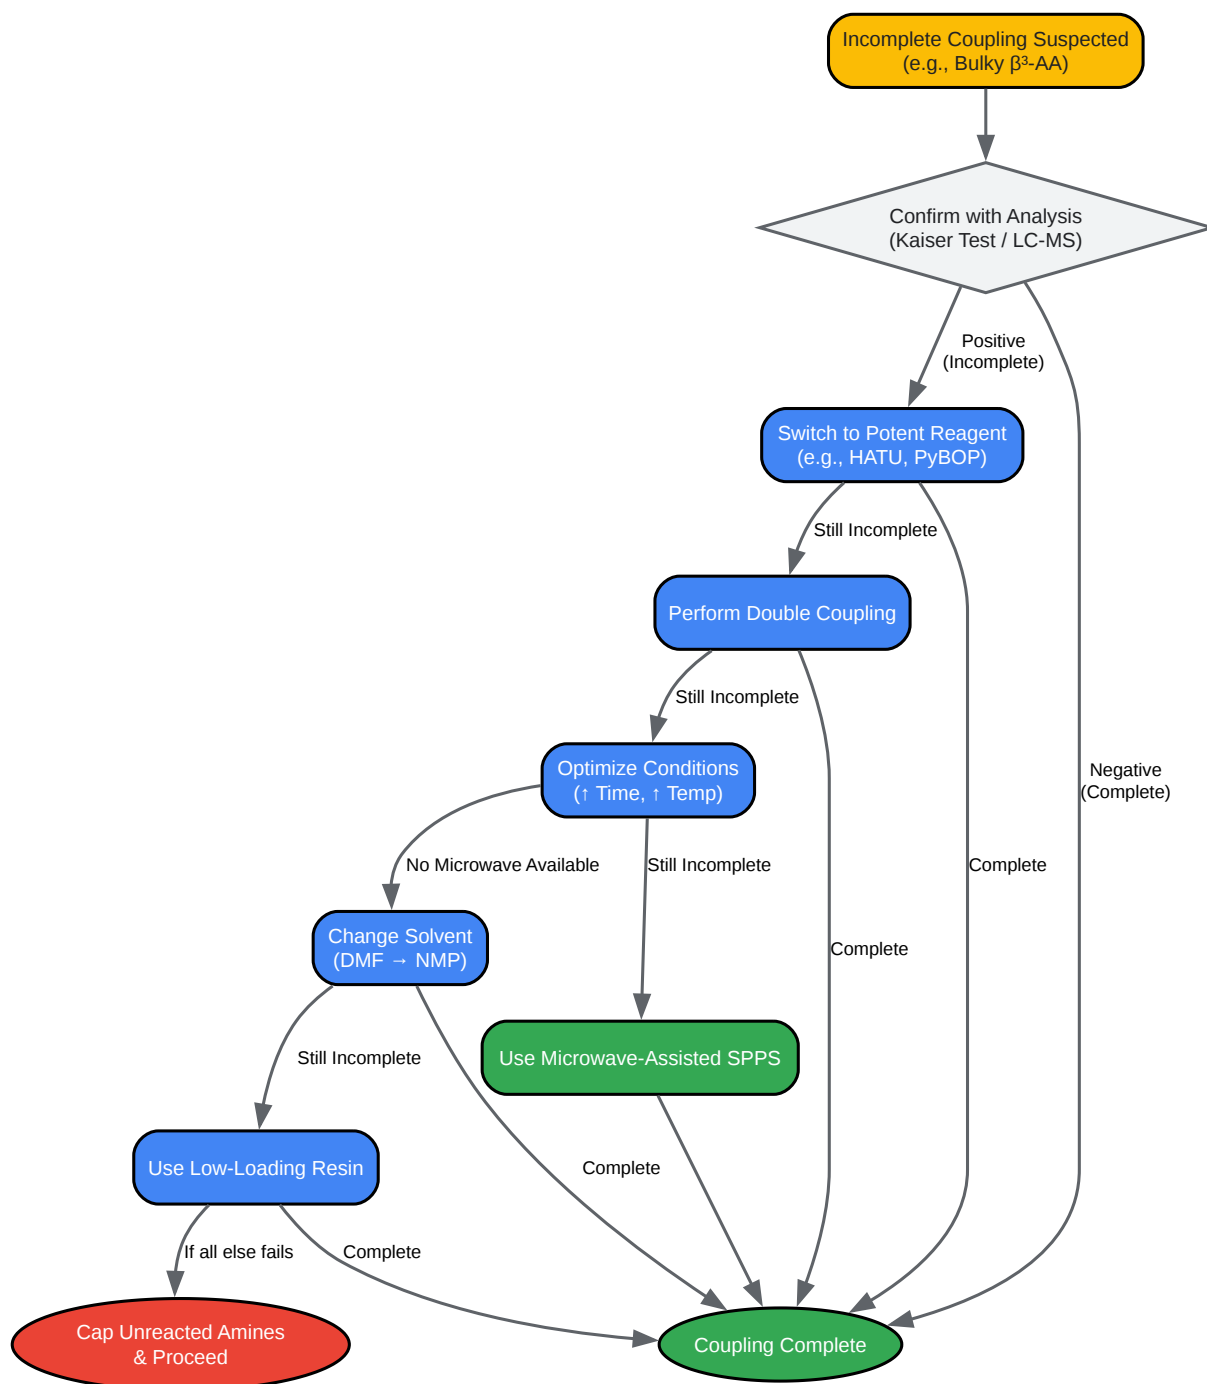 Incomplete Coupling Suspected
(e.g., Bulky β³-AA)
Confirm with Analysis
(Kaiser Test / LC-MS)
Positive
(Incomplete)
Switch to Potent Reagent
(e.g., HATU, PyBOP)
Still Incomplete
Perform Double Coupling
Still Incomplete
Optimize Conditions
(↑ Time, ↑ Temp)
Negative
(Complete)
No Microwave Available
Still Incomplete
Complete
Change Solvent
(DMF → NMP)
Complete
Still Incomplete
Use Microwave-Assisted SPPS
Use Low-Loading Resin
Complete
If all else fails
Complete
Cap Unreacted Amines
& Proceed
Coupling Complete